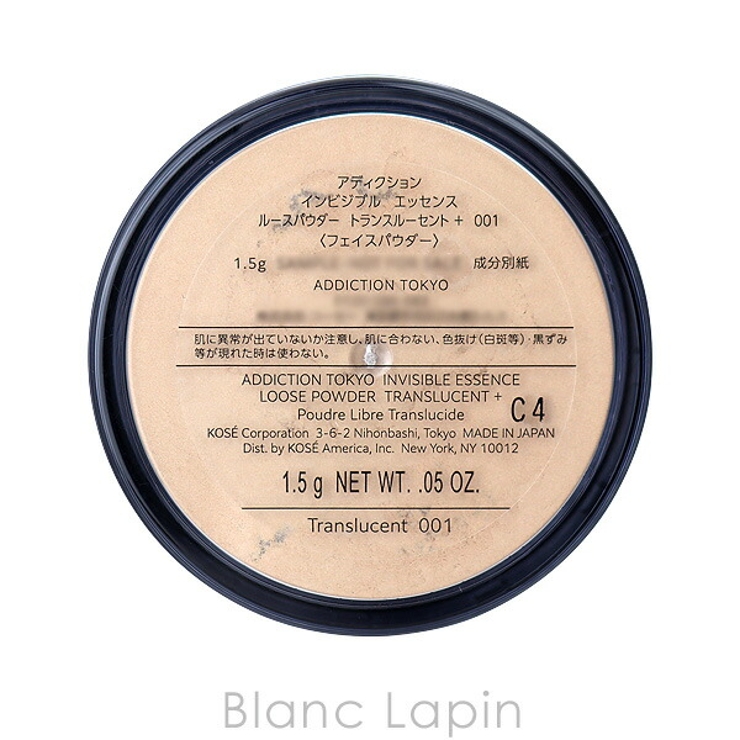 アディクション
インビジブル エッセンス
ルースパウダー トランスルーセント + 001
〈フェイスパウダー〉
1.5g 成分別紙
ADDICTION TOKYO
肌に異常が出ていないか注意し、肌に合わない、色抜け(白斑等)・黒ずみ
等が現れた時は使わない。
ADDICTION TOKYO INVISIBLE ESSENCE
LOOSE POWDER TRANSLUCENT +
Poudre Libre Translucide
C4
KOSÉ Corporation 3-6-2 Nihonbashi, Tokyo MADE IN JAPAN
Dist. by KOSÉ America, Inc. New York, NY 10012
1.5 g NET WT. .05 OZ.
Translucent 001
Blanc Lapin